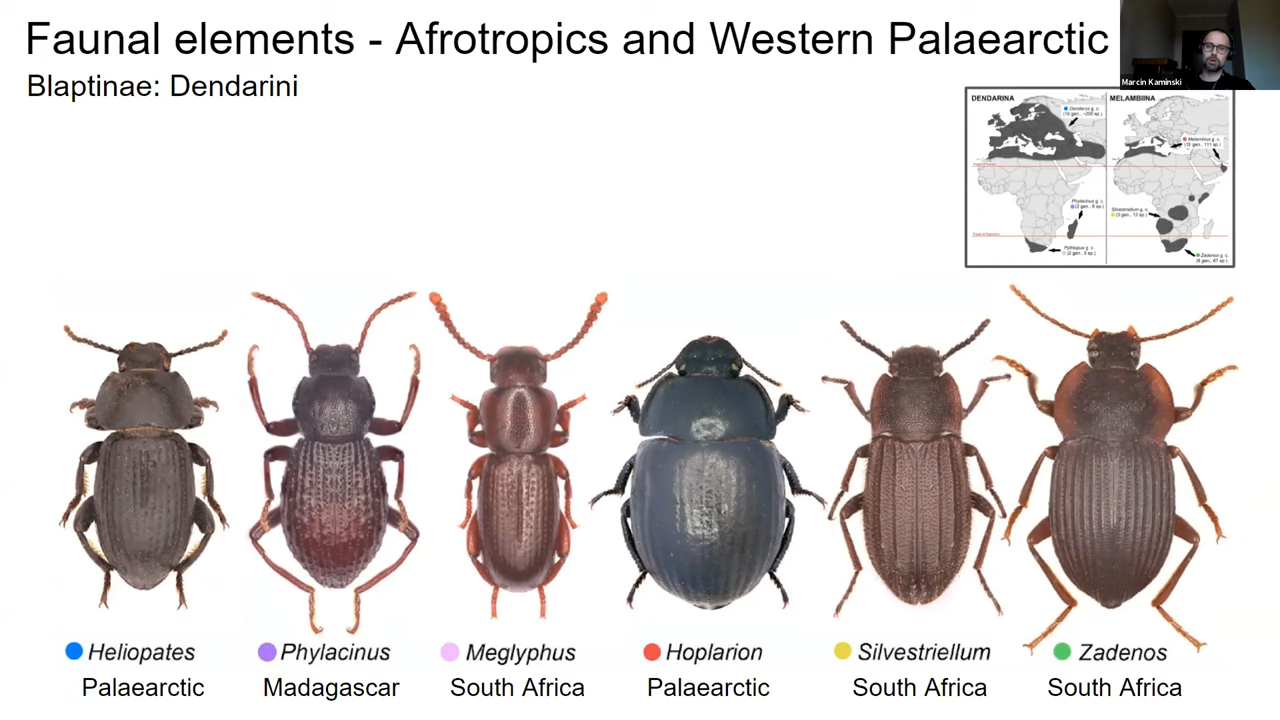 Faunal elements - Afrotropics and Western Palaearctic
Blaptinae: Dendarini
Marcin Kamiński
DENDARINA
MELAMBIINA
Heliopates
Phylacinus
Meglyphus
Hoplarion
Silvestriellum
Zadenos
Palaearctic
Madagascar
South Africa
Palaearctic
South Africa
South Africa